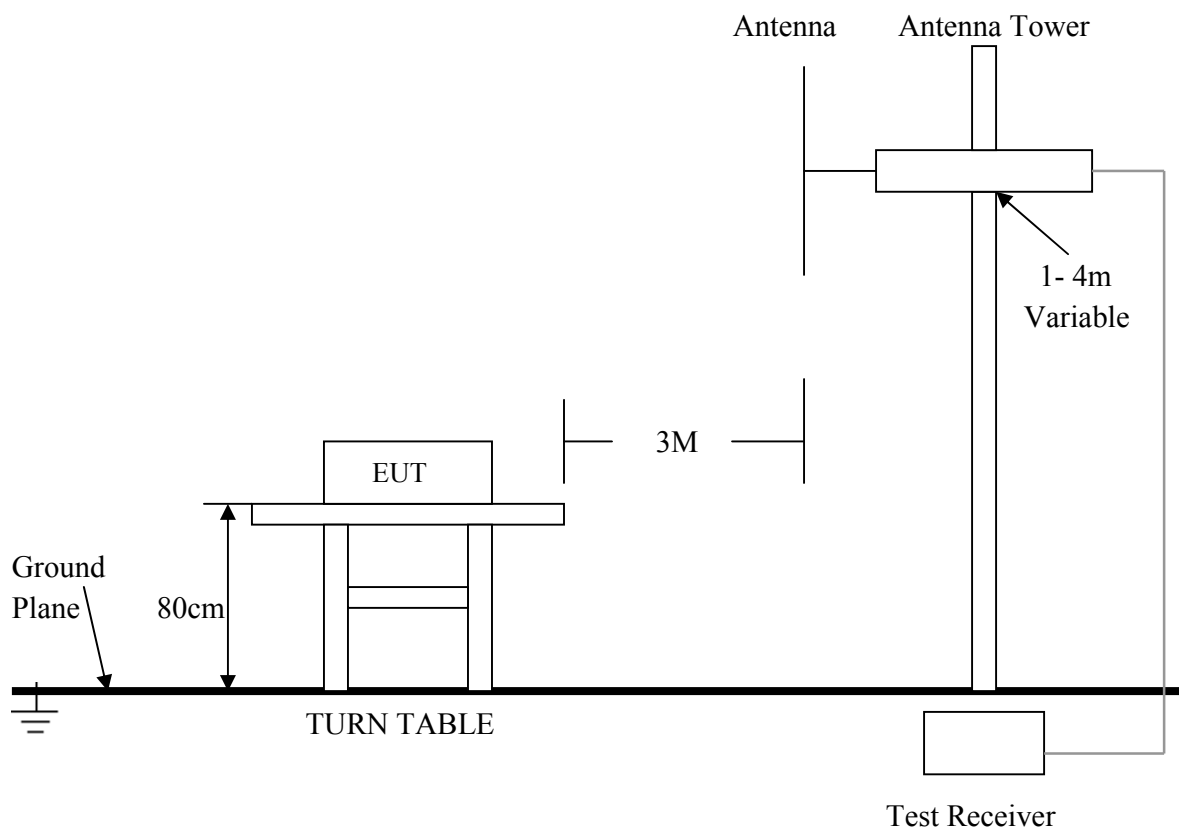 Antenna
Antenna Tower
1- 4m
Variable
3M
EUT
Ground
Plane
80cm
TURN TABLE
Test Receiver